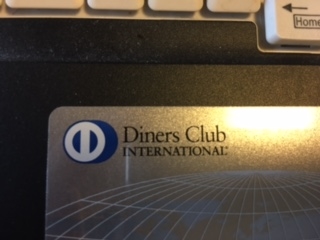 Home
Diners Club
INTERNATIONAL®